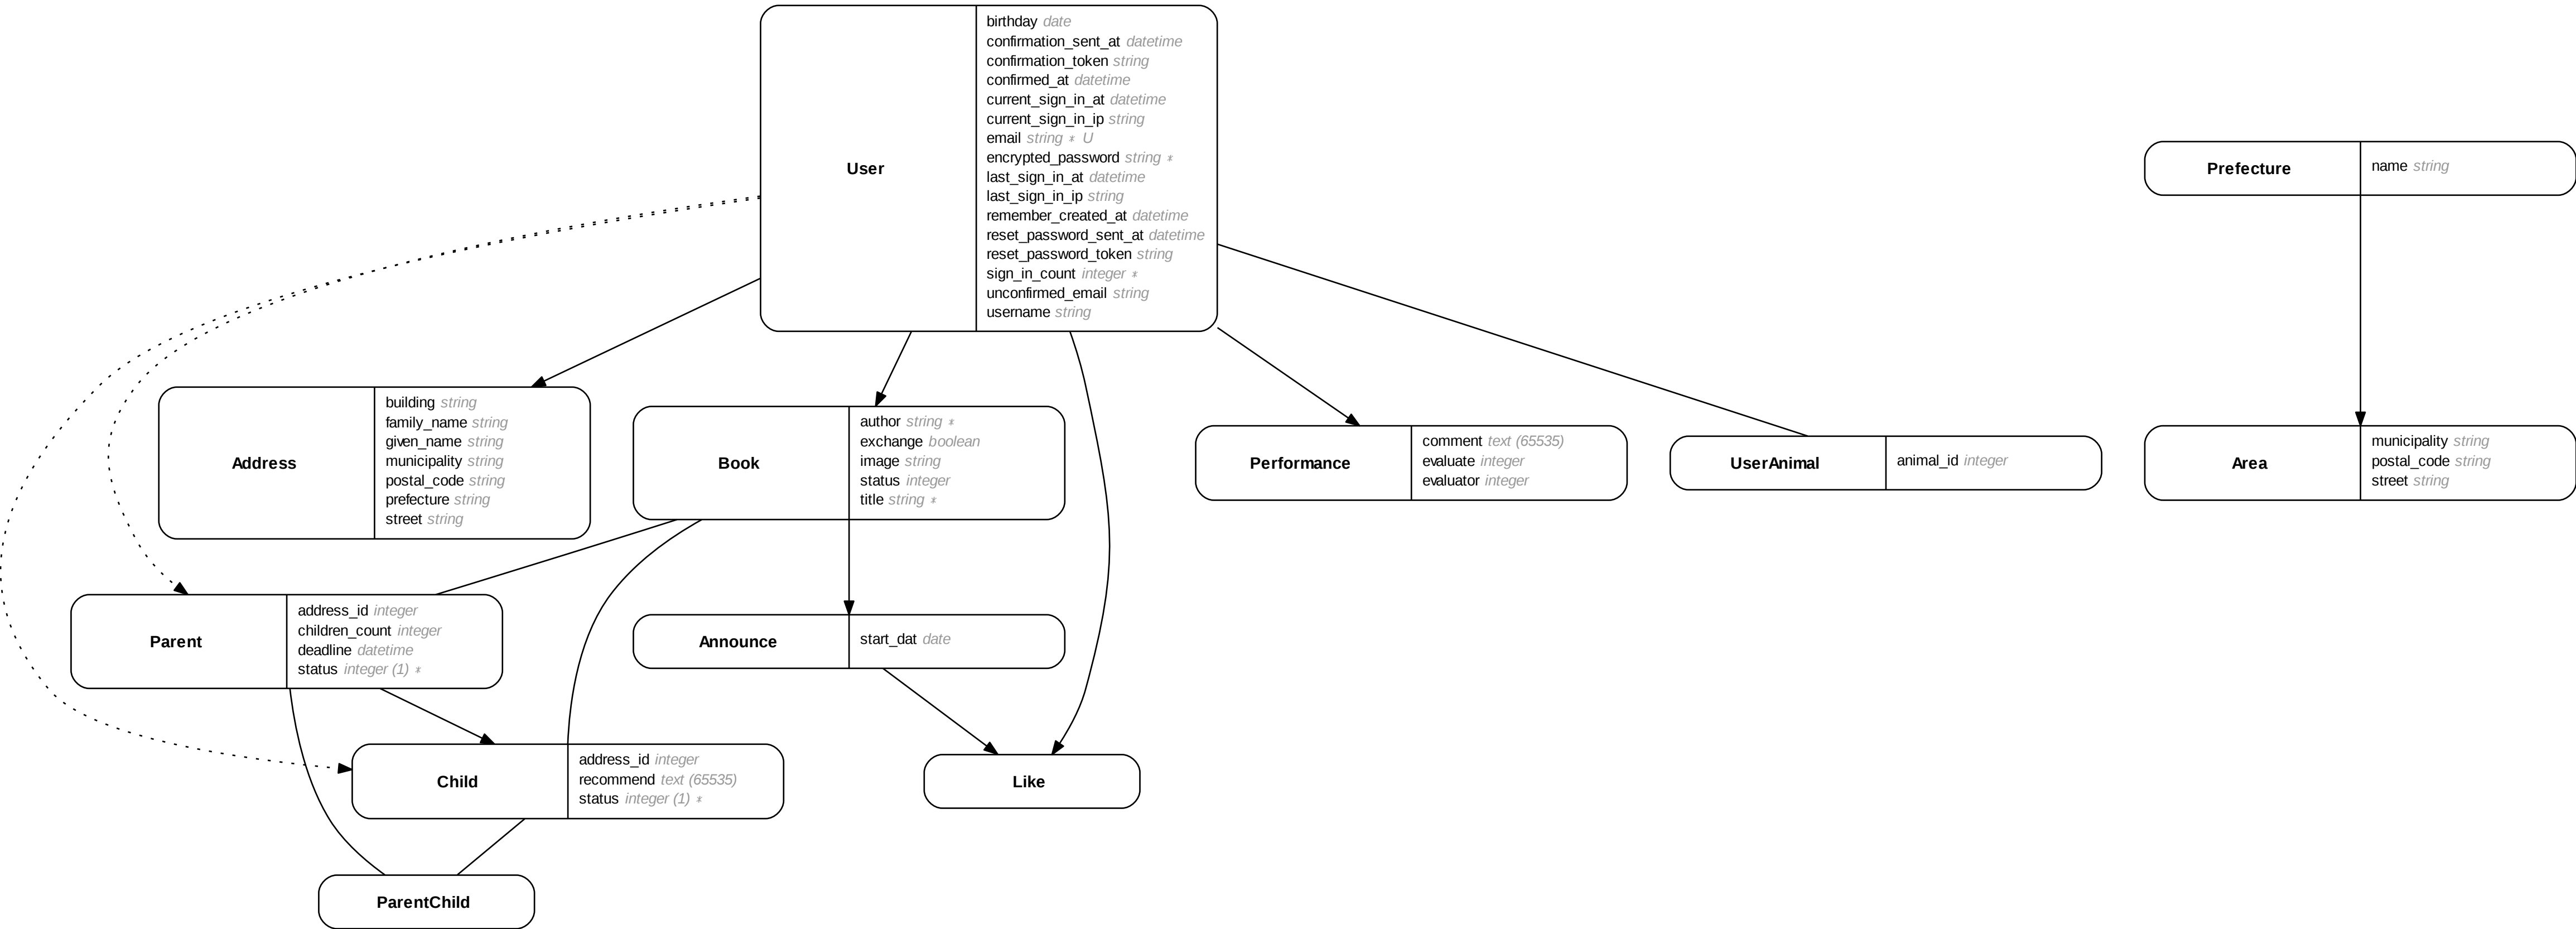 User
birthday date
confirmation_sent_at datetime
confirmation_token string
confirmed_at datetime
current_sign_in_at datetime
current_sign_in_ip string
email string * U
encrypted_password string *
last_sign_in_at datetime
last_sign_in_ip string
remember_created_at datetime
reset_password_sent_at datetime
reset_password_token string
sign_in_count integer *
unconfirmed_email string
username string
Prefecture
name string
Address
building string
family_name string
given_name string
municipality string
postal_code string
prefecture string
street string
Book
author string *
exchange boolean
image string
status integer
title string *
Performance
comment text (65535)
evaluate integer
evaluator integer
UserAnimal
animal_id integer
Area
municipality string
postal_code string
street string
Parent
address_id integer
children_count integer
deadline datetime
status integer (1) *
Announce
start_dat date
Child
address_id integer
recommend text (65535)
status integer (1) *
Like
ParentChild